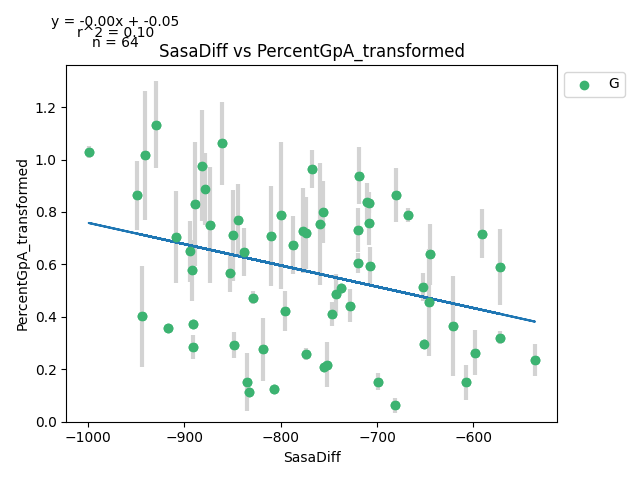 y = -0.00x + -0.05
r^2 = 0.10
n = 64
SasaDiff vs PercentGpA_transformed
G
PercentGpA_transformed
1.2
1.0
0.8
0.6
0.4
0.2
0.0
−1000 −900 −800 −700 −600
SasaDiff